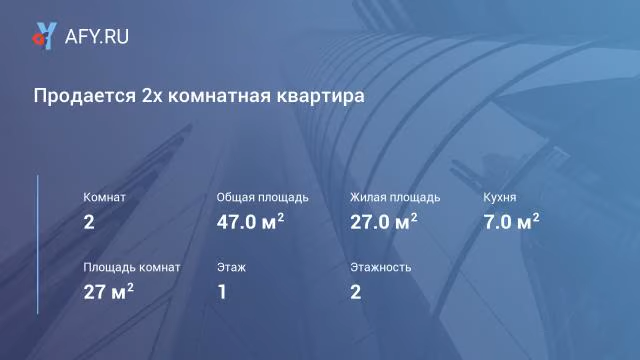 AFY.RU
Продается 2х комнатная квартира
Комнат
2
Общая площадь
47.0 м²
Жилая площадь
27.0 м²
Кухня
7.0 м²
Площадь комнат
27 м²
Этаж
1
Этажность
2